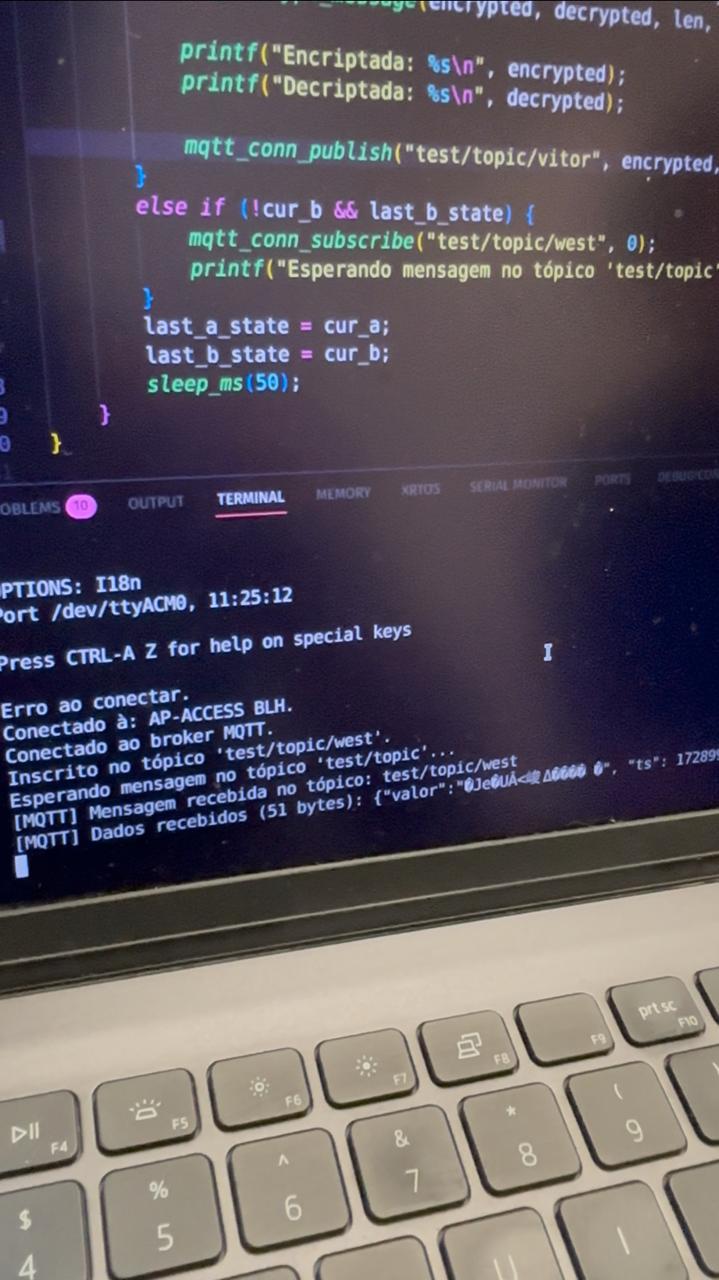 encrypted, decrypted, len,
printf("Encriptada: %s\n", encrypted);
printf("Decriptada: %s\n", decrypted);
mqtt_conn_publish("test/topic/vitor", encrypted,
}
else if (!cur_b && last_b_state) {
mqtt_conn_subscribe("test/topic/west", 0);
printf("Esperando mensagem no tópico 'test/topic'
}
last_a_state = cur_a;
last_b_state = cur_b;
sleep_ms(50);
}
}
OBLEMS 10 OUTPUT TERMINAL MEMORY XRTOS SERIAL MONITOR PORTS
PTIONS: I18n
Port /dev/ttyACM0, 11:25:12
Press CTRL-A Z for help on special keys
Erro ao conectar.
Conectado à: AP-ACCESS BLH.
Conectado ao broker MQTT.
Inscrito no tópico 'test/topic/west'.
Esperando mensagem no tópico 'test/topic'...
[MQTT] Mensagem recebida no tópico: test/topic/west
[MQTT] Dados recebidos (51 bytes): {"valor":" "ts": 17289
F4 F5 F6 F7 F8 F9 prt sc F10
$ % ^ & * (
4 5 6 7 8 9